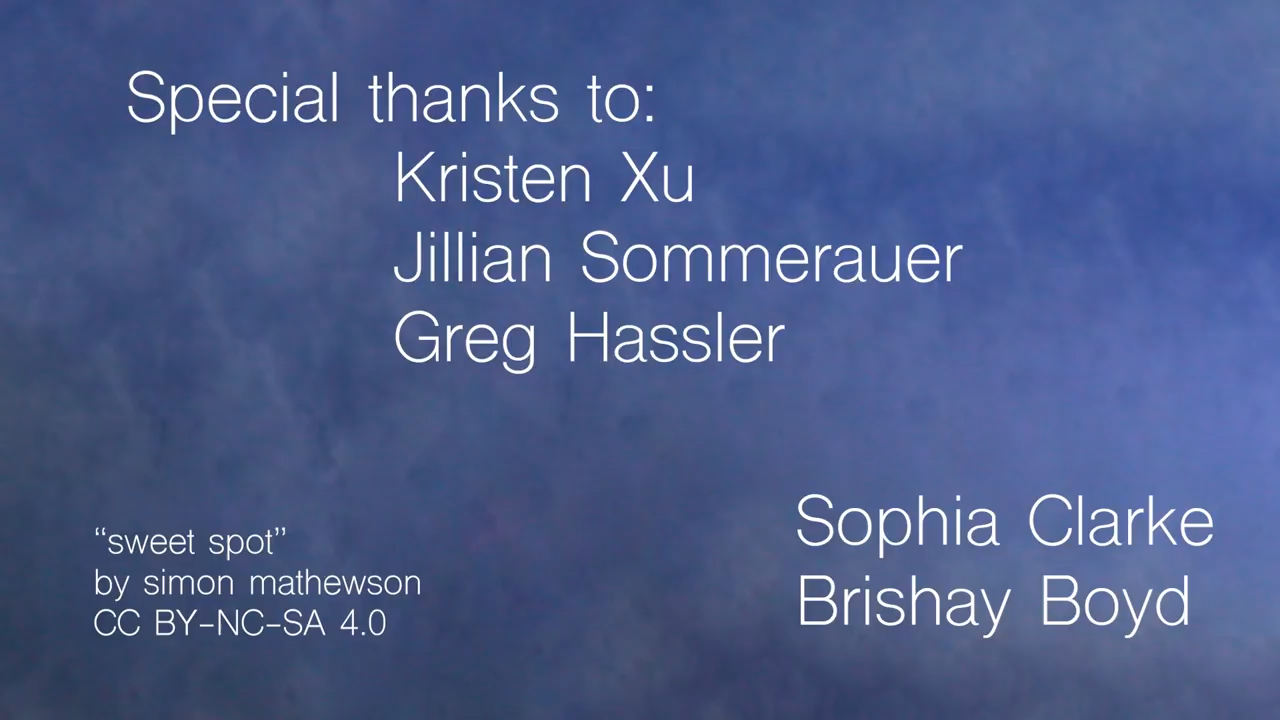 Special thanks to:
Kristen Xu
Jillian Sommerauer
Greg Hassler
Sophia Clarke
Brishay Boyd
“sweet spot”
by simon mathewson
CC BY-NC-SA 4.0